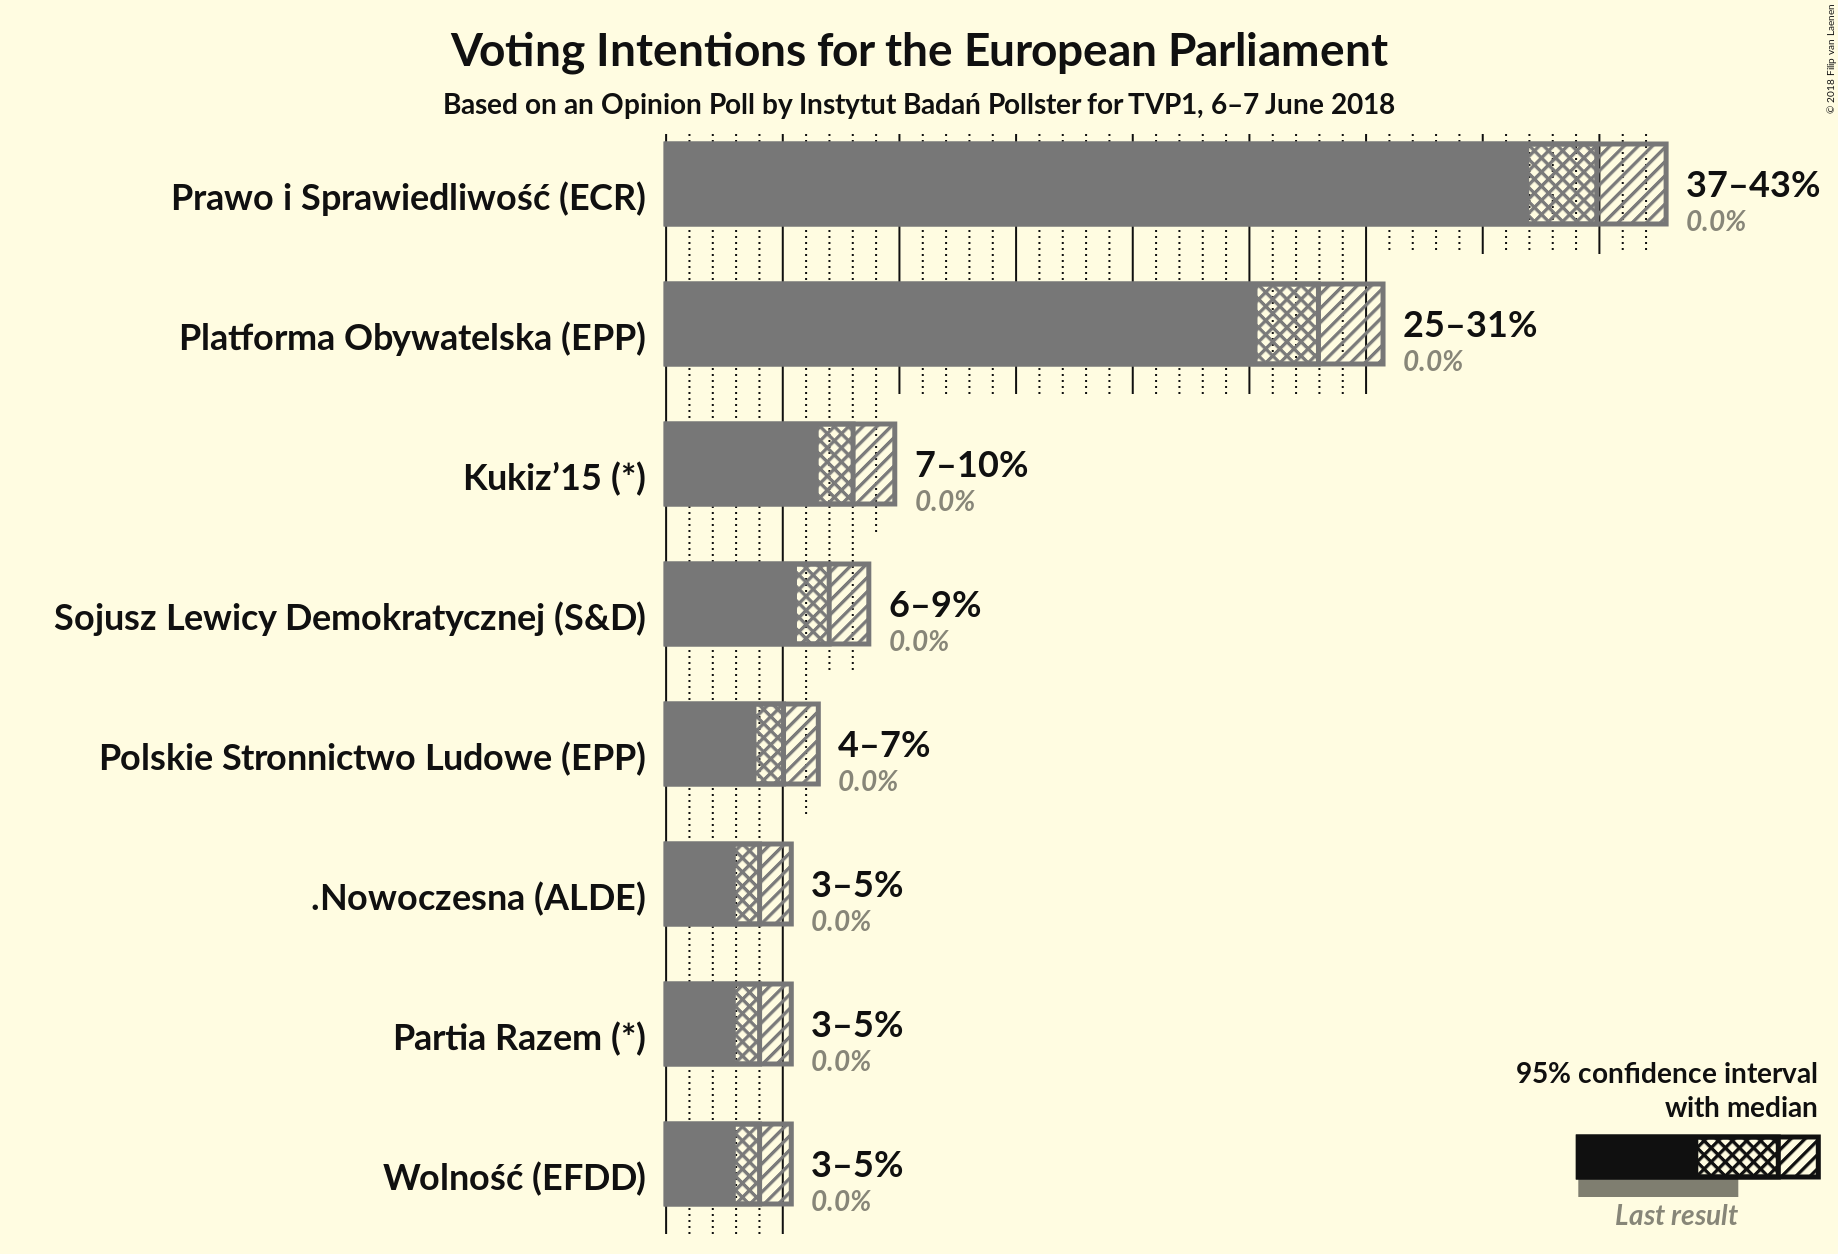 Voting Intentions for the European Parliament
Based on an Opinion Poll by Instytut Badań Pollster for TVP1, 6–7 June 2018
© 2018 Filip van Laenen
Prawo i Sprawiedliwość (ECR)
37–43%
0.0%
Platforma Obywatelska (EPP)
25–31%
0.0%
Kukiz’15 (*)
7–10%
0.0%
Sojusz Lewicy Demokratycznej (S&D)
6–9%
0.0%
Polskie Stronnictwo Ludowe (EPP)
4–7%
0.0%
.Nowoczesna (ALDE)
3–5%
0.0%
Partia Razem (*)
3–5%
0.0%
Wolność (EFDD)
3–5%
0.0%
95% confidence interval
with median
Last result